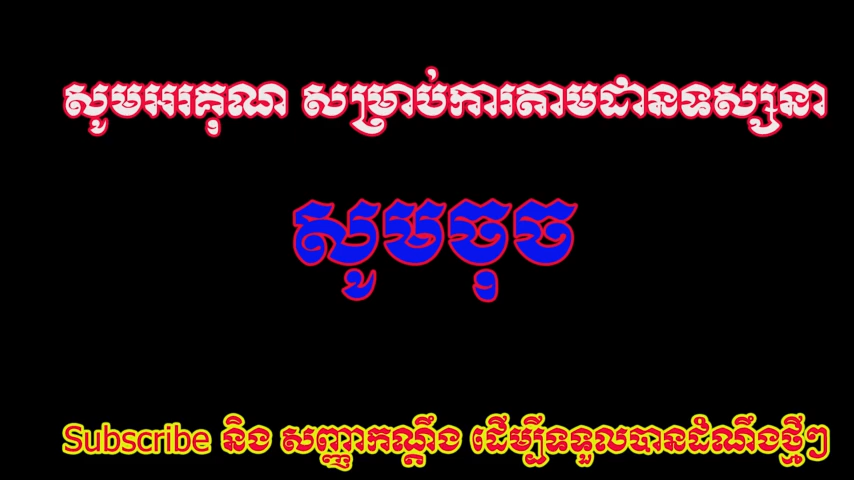 សូមអរគុណ សម្រាប់ការតាមដានទស្សនា
សូមចុច
Subscribe និង សញ្ញាកណ្ដឹង ដើម្បីទទួលបានដំណឹងថ្មីៗ